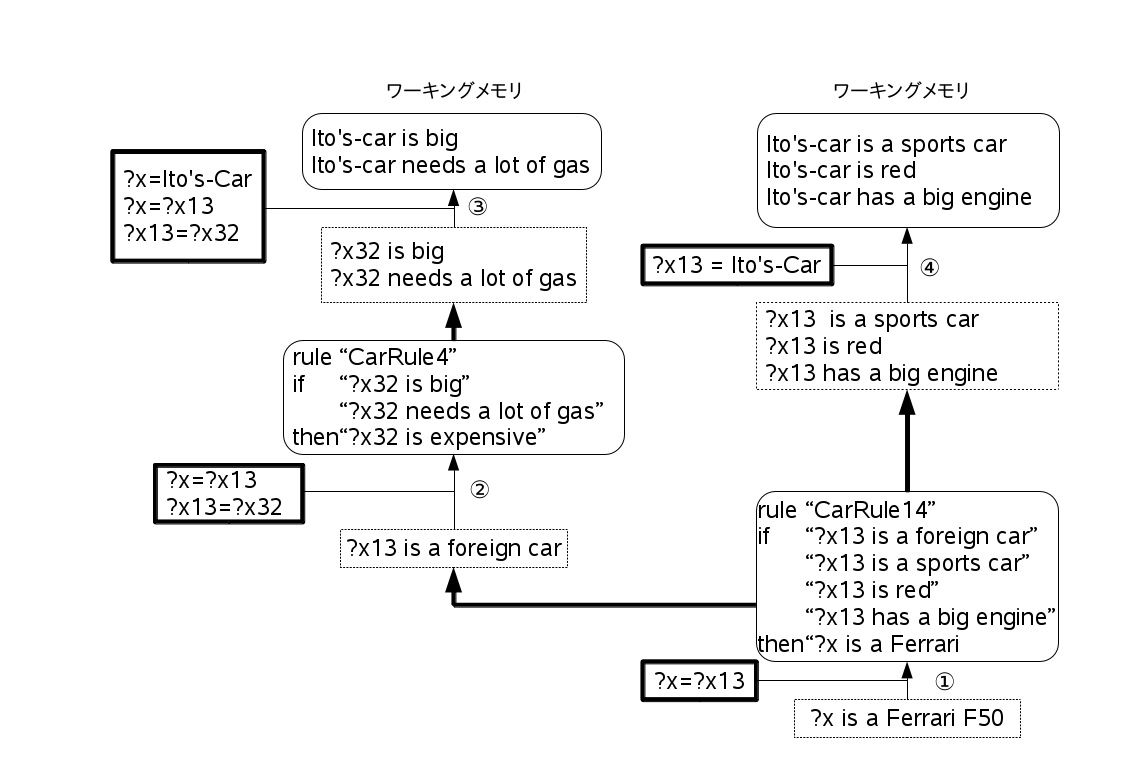 ワーキングメモリ
Ito's-car is big
Ito's-car needs a lot of gas
?x=Ito's-Car
?x=?x13
?x13=?x32
③
?x32 is big
?x32 needs a lot of gas
rule “CarRule4”
if “?x32 is big”
“?x32 needs a lot of gas”
then“?x32 is expensive”
?x=?x13
?x13=?x32
②
?x13 is a foreign car
ワーキングメモリ
Ito's-car is a sports car
Ito's-car is red
Ito's-car has a big engine
?x13 = Ito's-Car
④
?x13  is a sports car
?x13 is red
?x13 has a big engine
rule “CarRule14”
if “?x13 is a foreign car”
“?x13 is a sports car”
“?x13 is red”
“?x13 has a big engine”
then“?x is a Ferrari
?x=?x13
①
?x is a Ferrari F50